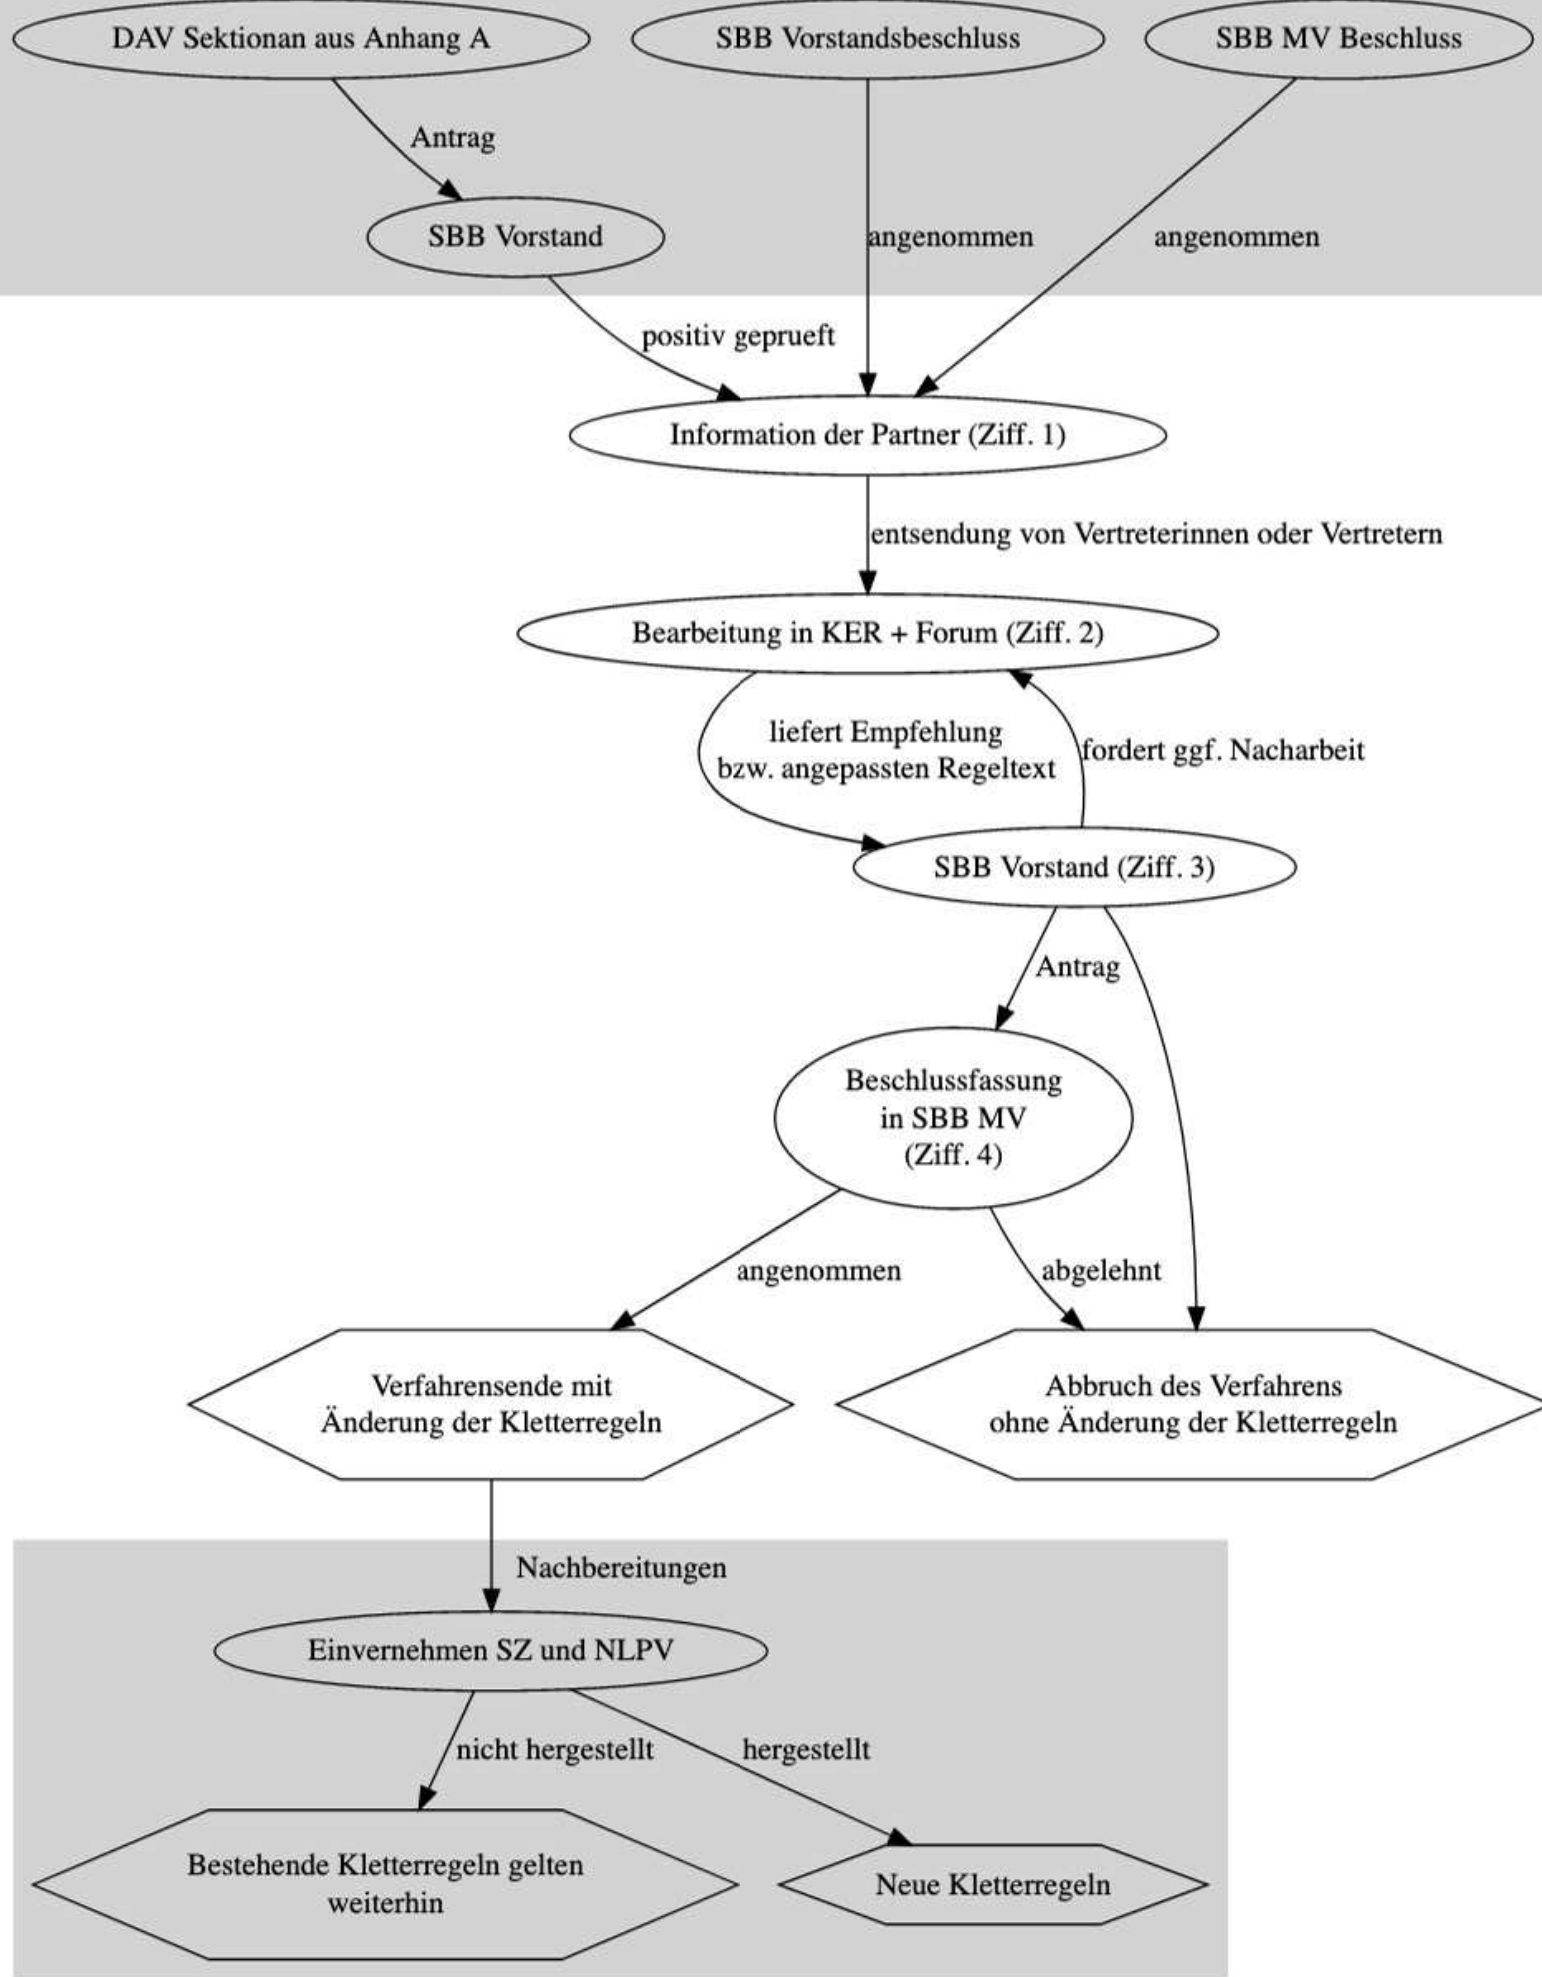 DAV Sektionan aus Anhang A
SBB Vorstandsbeschluss
SBB MV Beschluss
Antrag
SBB Vorstand
angenommen
angenommen
positiv geprueft
Information der Partner (Ziff. 1)
entsendung von Vertreterinnen oder Vertretern
Bearbeitung in KER + Forum (Ziff. 2)
liefert Empfehlung
bzw. angepassten Regeltext
fordert ggf. Nacharbeit
SBB Vorstand (Ziff. 3)
Antrag
Beschlussfassung
in SBB MV
(Ziff. 4)
angenommen
abgelehnt
Verfahrensende mit
Änderung der Kletterregeln
Abbruch des Verfahrens
ohne Änderung der Kletterregeln
Nachbereitungen
Einvernehmen SZ und NLPV
nicht hergestellt
hergestellt
Bestehende Kletterregeln gelten
weiterhin
Neue Kletterregeln